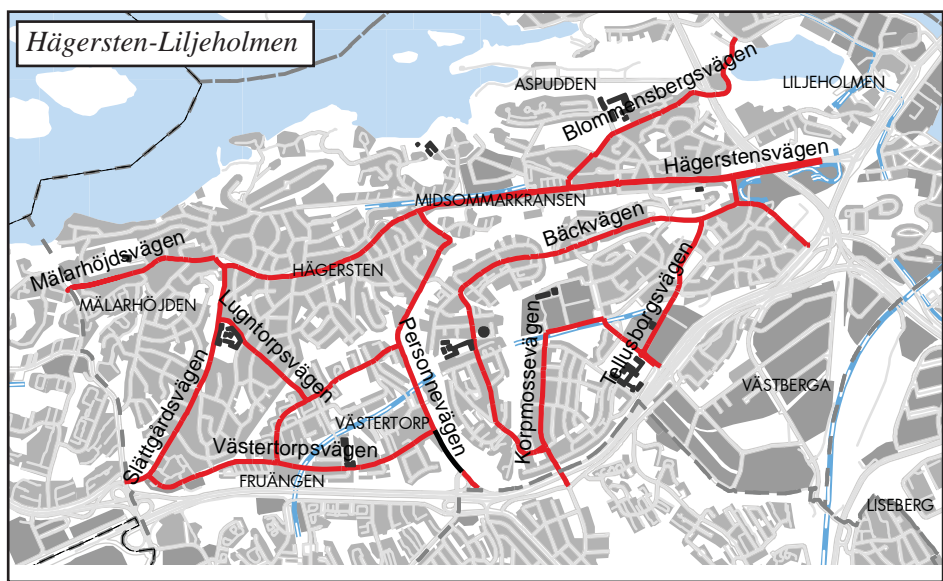 Hägersten-Liljeholmen
ASPUDDEN
LILJEHOLMEN
Blommensbergsvägen
Hägerstensvägen
MIDSOMMARKRANSEN
Bäckvägen
Mälarhöjdsvägen
HÄGERSTEN
MÄLARHÖJDEN
Lugntorpsvägen
Personnevägen
Tellusborgsvägen
Korpmossevägen
VÄSTBERGA
Slättgårdsvägen
VÄSTERTORP
Västertorpsvägen
FRUÄNGEN
LISEBERG